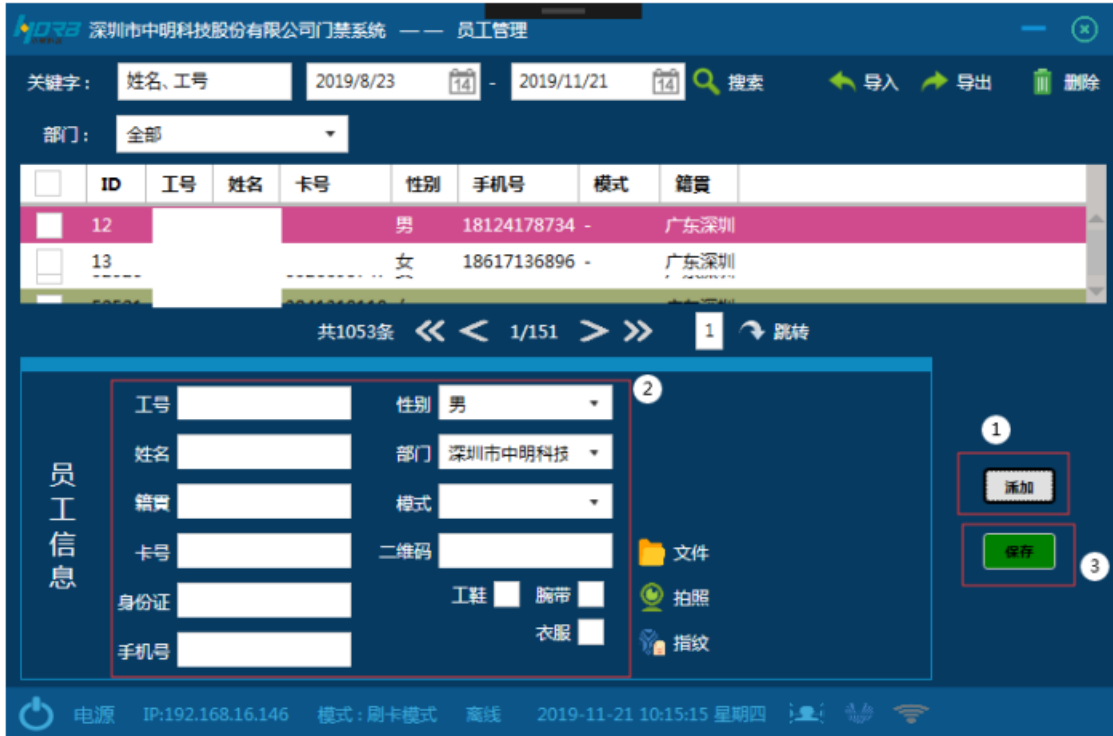 HORA 深圳市中明科技股份有限公司门禁系统 —— 员工管理
关键字: 姓名、工号 2019/8/23 14 - 2019/11/21 14 搜索 导入 导出 删除
部门: 全部
ID 工号 姓名 卡号 性别 手机号 模式 籍贯
12 男 18124178734 - 广东深圳
13 女 18617136896 - 广东深圳
共1053条 1/151 1 跳转
员工信息
工号 性别 男 2
姓名 部门 深圳市中明科技 1
籍贯 模式 添加
卡号 二维码 文件 保存
身份证 工鞋 腕带 拍照 3
手机号 衣服 指纹
电源 IP:192.168.16.146 模式:刷卡模式 离线 2019-11-21 10:15:15 星期四